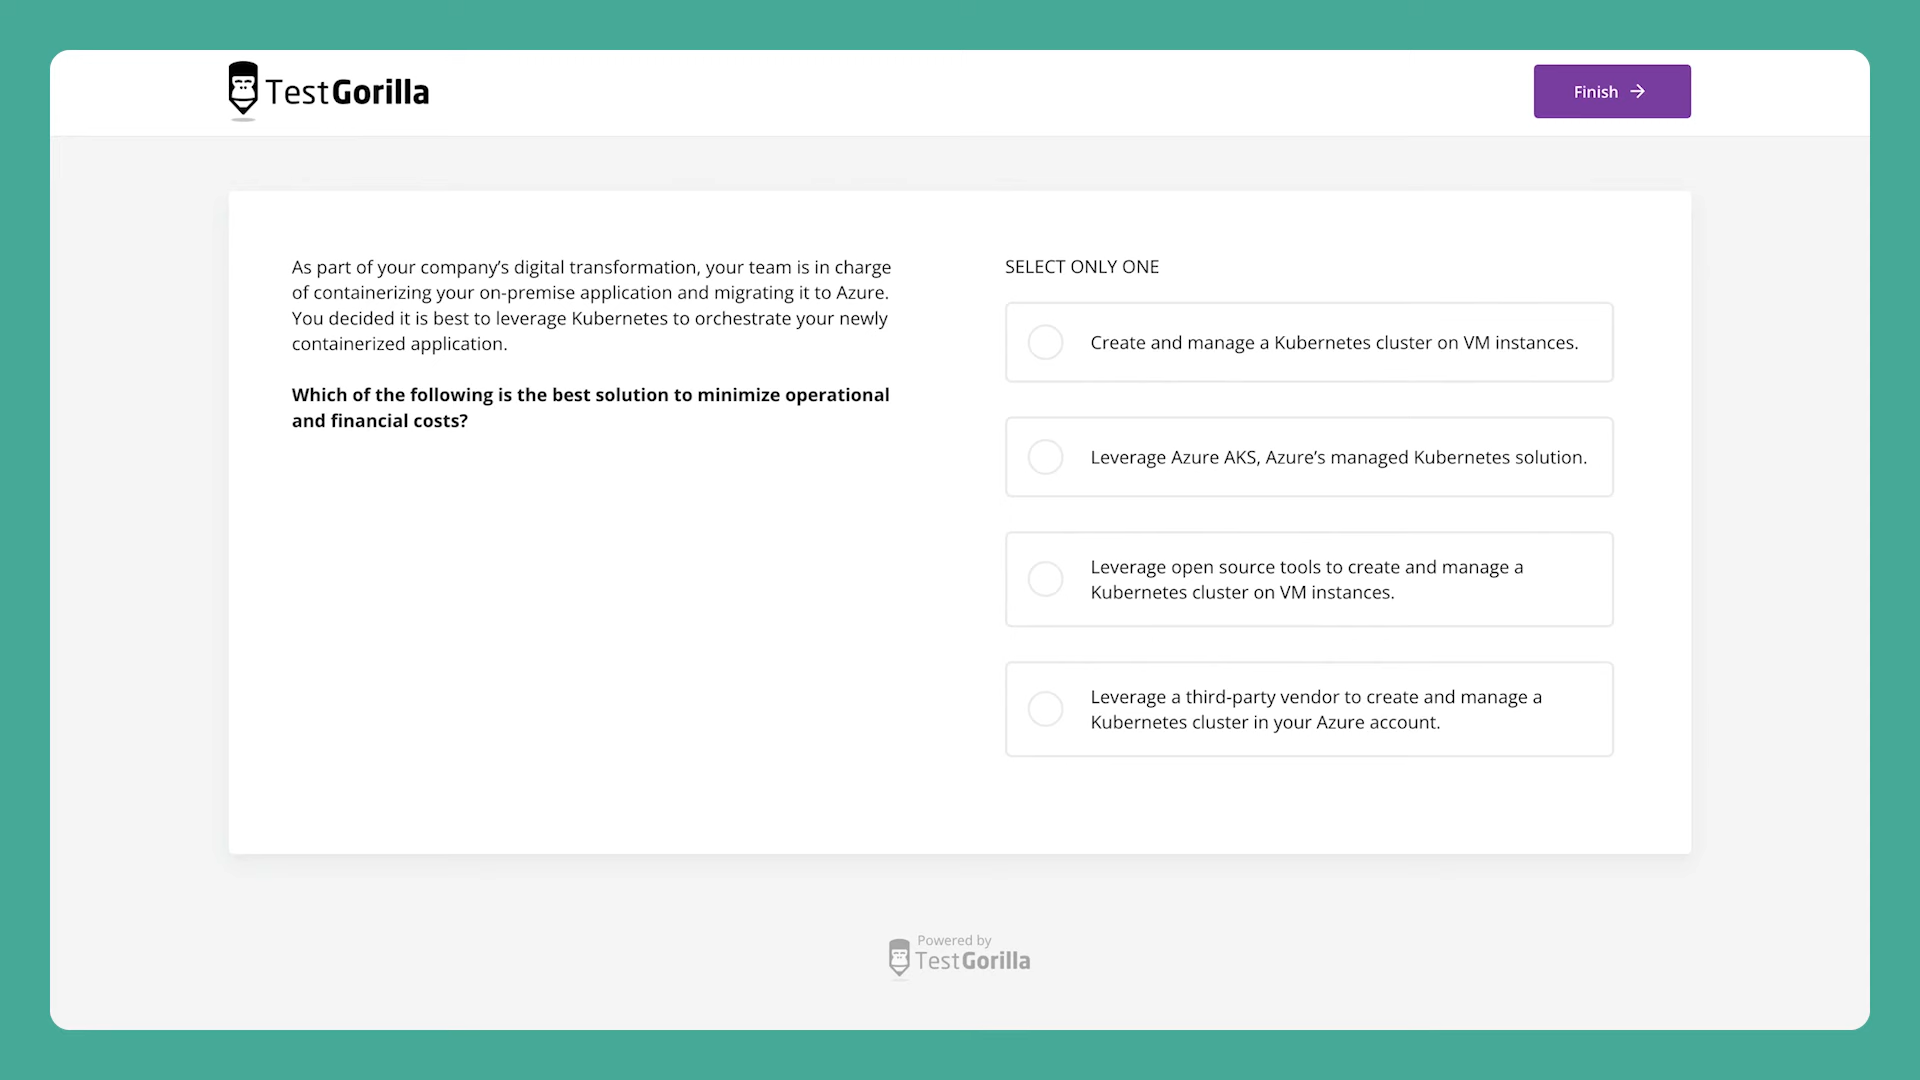 TestGorilla
Finish
As part of your company’s digital transformation, your team is in charge
of containerizing your on-premise application and migrating it to Azure.
You decided it is best to leverage Kubernetes to orchestrate your newly
containerized application.
Which of the following is the best solution to minimize operational
and financial costs?
SELECT ONLY ONE
Create and manage a Kubernetes cluster on VM instances.
Leverage Azure AKS, Azure’s managed Kubernetes solution.
Leverage open source tools to create and manage a
Kubernetes cluster on VM instances.
Leverage a third-party vendor to create and manage a
Kubernetes cluster in your Azure account.
Powered by
TestGorilla